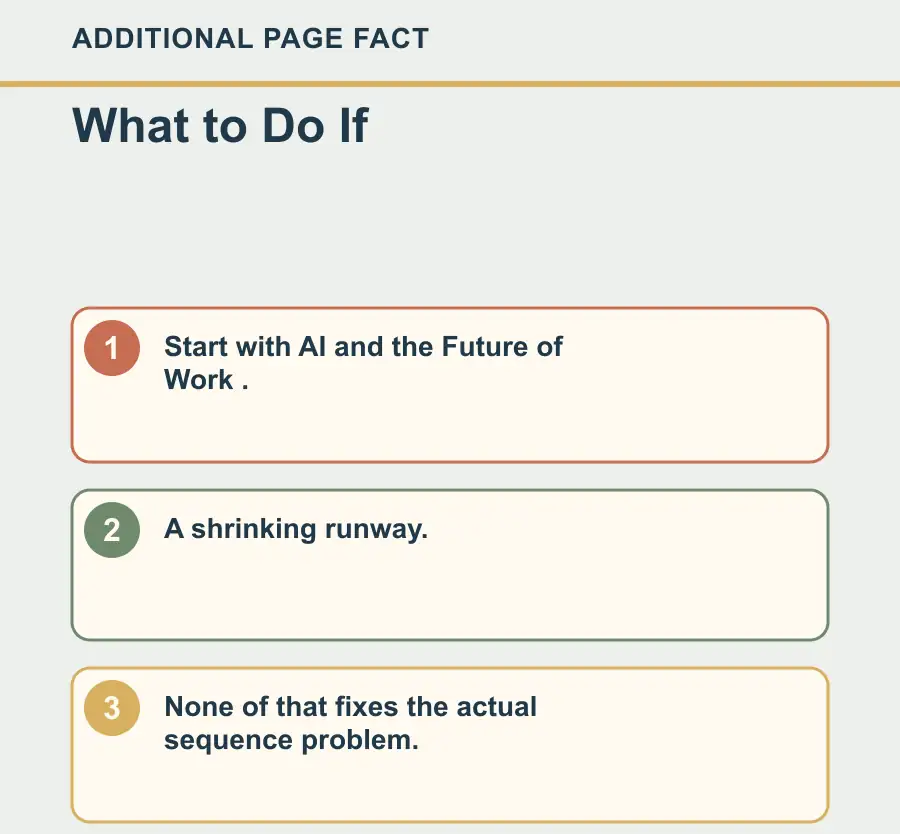 ADDITIONAL PAGE FACT
What to Do If
1
Start with AI and the Future of
Work .
2
A shrinking runway.
3
None of that fixes the actual
sequence problem.